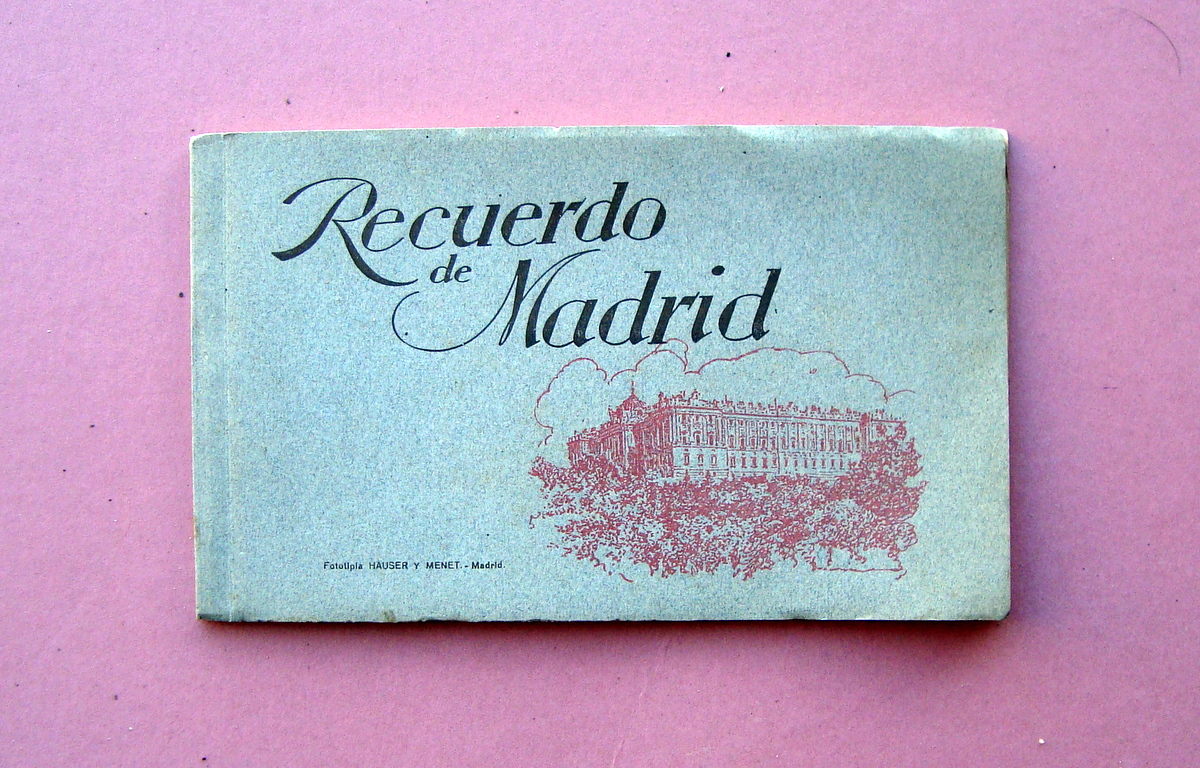 Recuerdo
de
Madrid
Fototipia HAUSER Y MENET. - Madrid.